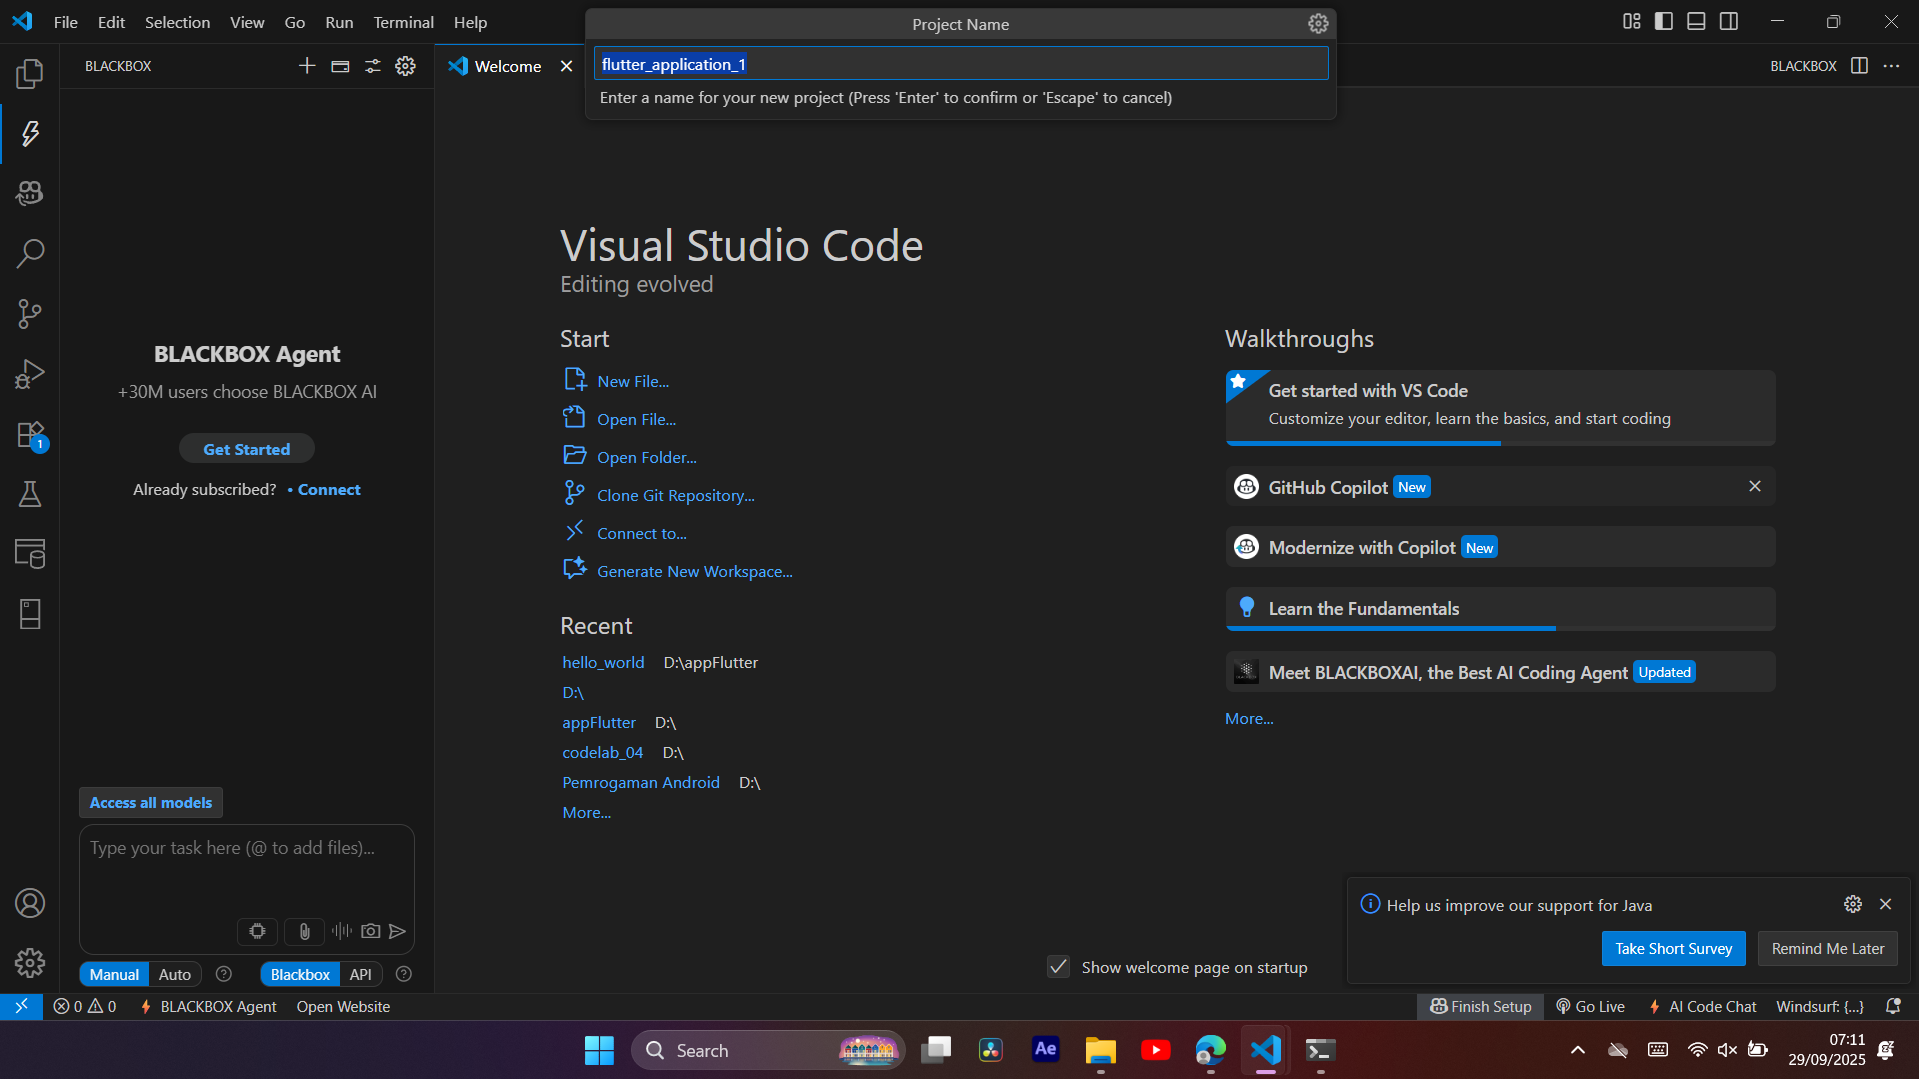 File Edit Selection View Go Run Terminal Help
Project Name
flutter_application_1
Enter a name for your new project (Press 'Enter' to confirm or 'Escape' to cancel)
BLACKBOX
Welcome
BLACKBOX
BLACKBOX Agent
+30M users choose BLACKBOX AI
Get Started
Already subscribed? • Connect
Access all models
Type your task here (@ to add files)...
Manual Auto
Blackbox API
Visual Studio Code
Editing evolved
Start
New File...
Open File...
Open Folder...
Clone Git Repository...
Connect to...
Generate New Workspace...
Recent
hello_world D:\appFlutter
D:\
appFlutter D:\
codelab_04 D:\
Pemrogaman Android D:\
More...
Walkthroughs
Get started with VS Code
Customize your editor, learn the basics, and start coding
GitHub Copilot New
Modernize with Copilot New
Learn the Fundamentals
Meet BLACKBOXAI, the Best AI Coding Agent Updated
More...
Show welcome page on startup
Help us improve our support for Java
Take Short Survey Remind Me Later
1
0 0 BLACKBOX Agent Open Website
Finish Setup Go Live AI Code Chat Windsurf: {...}
Search
Ae
07:11
29/09/2025